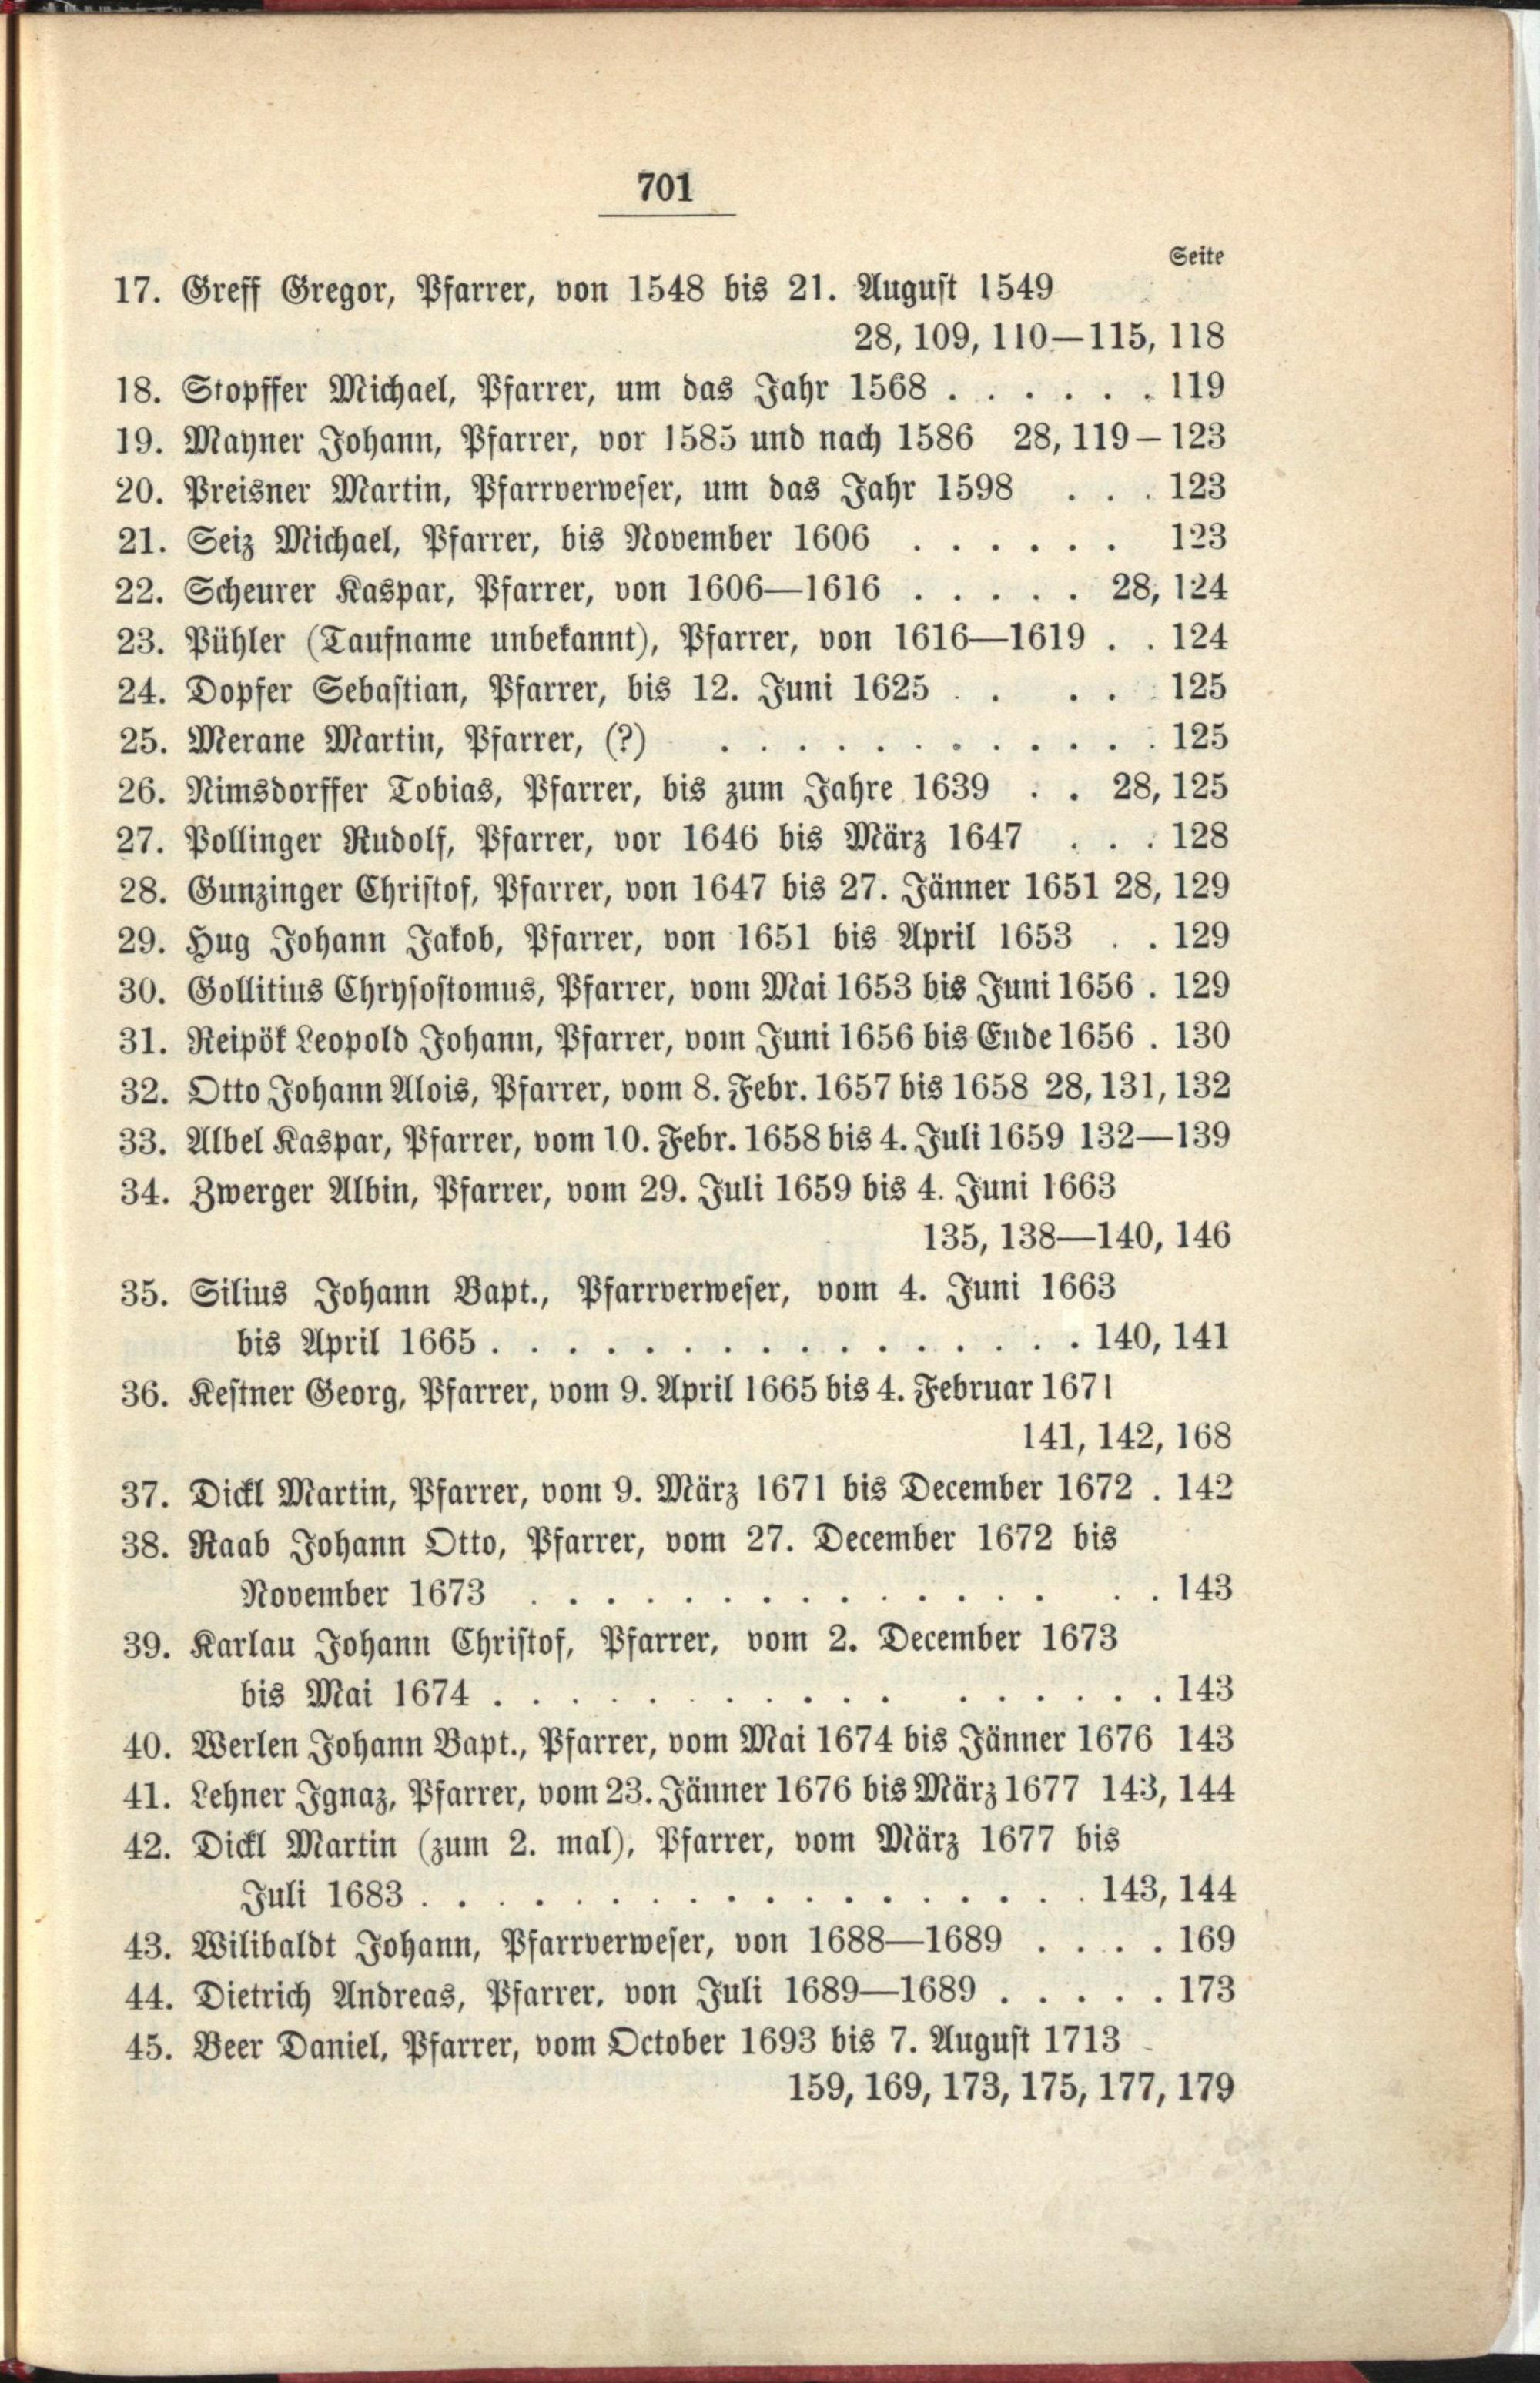 701
Seite
17. Greff Gregor, Pfarrer, von 1548 bis 21. August 1549
28, 109, 110—115, 118
18. Stopffer Michael, Pfarrer, um das Jahr 1568 . . . . . . 119
19. Mayner Johann, Pfarrer, vor 1585 und nach 1586 28, 119—123
20. Preisner Martin, Pfarrverweser, um das Jahr 1598 . . . 123
21. Seiz Michael, Pfarrer, bis November 1606 . . . . . . 123
22. Scheurer Kaspar, Pfarrer, von 1606—1616 . . . . . 28, 124
23. Pühler (Taufname unbekannt), Pfarrer, von 1616—1619 . . 124
24. Dopfer Sebastian, Pfarrer, bis 12. Juni 1625 . . . . . 125
25. Merane Martin, Pfarrer, (?) . . . . . . . . . . . . 125
26. Nimsdorffer Tobias, Pfarrer, bis zum Jahre 1639 . . 28, 125
27. Pollinger Rudolf, Pfarrer, vor 1646 bis März 1647 . . . 128
28. Gunzinger Christof, Pfarrer, von 1647 bis 27. Jänner 1651 28, 129
29. Hug Johann Jakob, Pfarrer, von 1651 bis April 1653 . . 129
30. Gollitius Chrysostomus, Pfarrer, vom Mai 1653 bis Juni 1656 . 129
31. Reipök Leopold Johann, Pfarrer, vom Juni 1656 bis Ende 1656 . 130
32. Otto Johann Alois, Pfarrer, vom 8. Febr. 1657 bis 1658 28, 131, 132
33. Albel Kaspar, Pfarrer, vom 10. Febr. 1658 bis 4. Juli 1659 132—139
34. Zwerger Albin, Pfarrer, vom 29. Juli 1659 bis 4. Juni 1663
135, 138—140, 146
35. Silius Johann Bapt., Pfarrverweser, vom 4. Juni 1663
bis April 1665 . . . . . . . . . . . . . . . . 140, 141
36. Kestner Georg, Pfarrer, vom 9. April 1665 bis 4. Februar 1671
141, 142, 168
37. Dickl Martin, Pfarrer, vom 9. März 1671 bis December 1672 . 142
38. Raab Johann Otto, Pfarrer, vom 27. December 1672 bis
November 1673 . . . . . . . . . . . . . . . . 143
39. Karlau Johann Christof, Pfarrer, vom 2. December 1673
bis Mai 1674 . . . . . . . . . . . . . . . . . 143
40. Werlen Johann Bapt., Pfarrer, vom Mai 1674 bis Jänner 1676 143
41. Lehner Ignaz, Pfarrer, vom 23. Jänner 1676 bis März 1677 143, 144
42. Dickl Martin (zum 2. mal), Pfarrer, vom März 1677 bis
Juli 1683 . . . . . . . . . . . . . . . . . . 143, 144
43. Wilibaldt Johann, Pfarrverweser, von 1688—1689 . . . . 169
44. Dietrich Andreas, Pfarrer, von Juli 1689—1689 . . . . . 173
45. Beer Daniel, Pfarrer, vom October 1693 bis 7. August 1713
159, 169, 173, 175, 177, 179